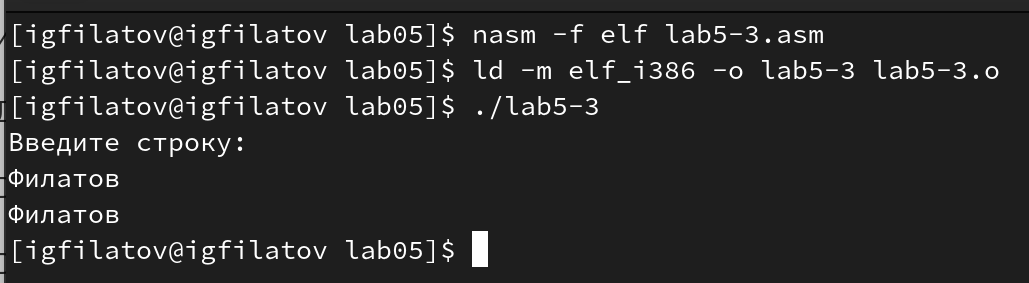 [igfilatov@igfilatov lab05]$ nasm -f elf lab5-3.asm
[igfilatov@igfilatov lab05]$ ld -m elf_i386 -o lab5-3 lab5-3.o
[igfilatov@igfilatov lab05]$ ./lab5-3
Введите строку:
Филатов
Филатов
[igfilatov@igfilatov lab05]$